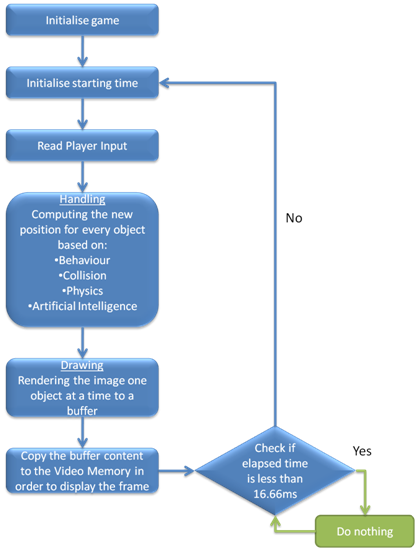 Initialise game
Initialise starting time
Read Player Input
Handling
Computing the new
position for every object
based on:
•Behaviour
•Collision
•Physics
•Artificial Intelligence
No
Drawing
Rendering the image one
object at a time to a
buffer
Copy the buffer content
to the Video Memory in
order to display the frame
Check if
elapsed time
is less than
16.66ms
Yes
Do nothing